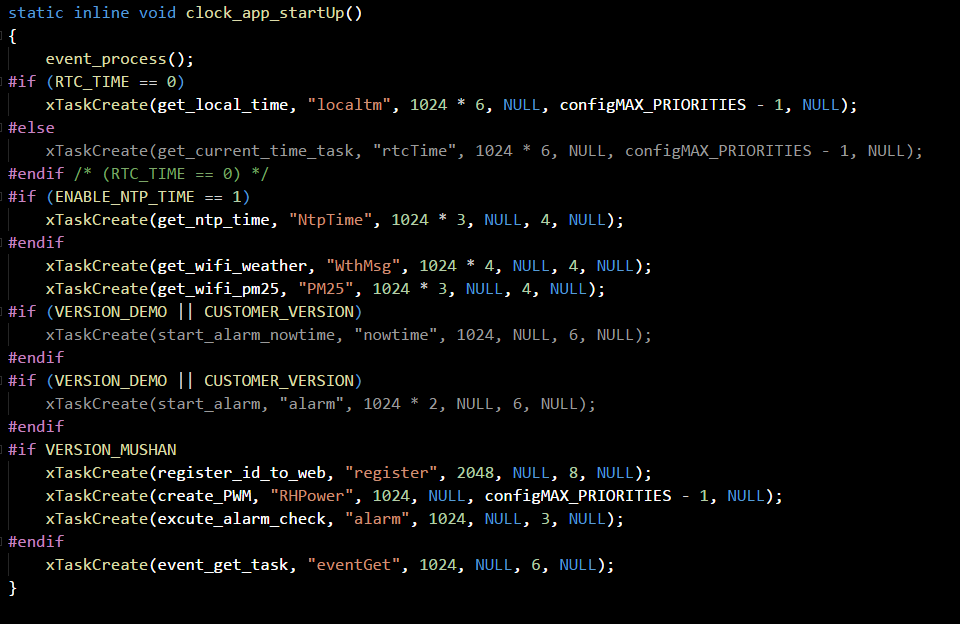 static inline void clock_app_startUp()
{
    event_process();
#if (RTC_TIME == 0)
    xTaskCreate(get_local_time, "localtm", 1024 * 6, NULL, configMAX_PRIORITIES - 1, NULL);
#else
    xTaskCreate(get_current_time_task, "rtcTime", 1024 * 6, NULL, configMAX_PRIORITIES - 1, NULL);
#endif /* (RTC_TIME == 0) */
#if (ENABLE_NTP_TIME == 1)
    xTaskCreate(get_ntp_time, "NtpTime", 1024 * 3, NULL, 4, NULL);
#endif
    xTaskCreate(get_wifi_weather, "WthMsg", 1024 * 4, NULL, 4, NULL);
    xTaskCreate(get_wifi_pm25, "PM25", 1024 * 3, NULL, 4, NULL);
#if (VERSION_DEMO || CUSTOMER_VERSION)
    xTaskCreate(start_alarm_nowtime, "nowtime", 1024, NULL, 6, NULL);
#endif
#if (VERSION_DEMO || CUSTOMER_VERSION)
    xTaskCreate(start_alarm, "alarm", 1024 * 2, NULL, 6, NULL);
#endif
#if VERSION_MUSHAN
    xTaskCreate(register_id_to_web, "register", 2048, NULL, 8, NULL);
    xTaskCreate(create_PWM, "RHPower", 1024, NULL, configMAX_PRIORITIES - 1, NULL);
    xTaskCreate(excute_alarm_check, "alarm", 1024, NULL, 3, NULL);
#endif
    xTaskCreate(event_get_task, "eventGet", 1024, NULL, 6, NULL);
}